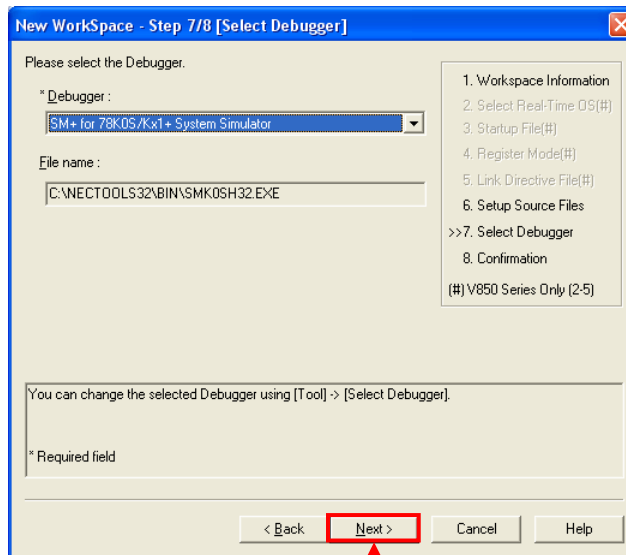 New WorkSpace - Step 7/8 [Select Debugger]
Please select the Debugger.
* Debugger :
SM+ for 78K0S/Kx1+ System Simulator
File name :
C:\NECTOOLS32\BIN\SMK0SH32.EXE
1. Workspace Information
2. Select Real-Time OS(#)
3. Startup File(#)
4. Register Mode(#)
5. Link Directive File(#)
6. Setup Source Files
>>7. Select Debugger
8. Confirmation
(#) V850 Series Only (2-5)
You can change the selected Debugger using [Tool] -> [Select Debugger].
* Required field
< Back
Next >
Cancel
Help